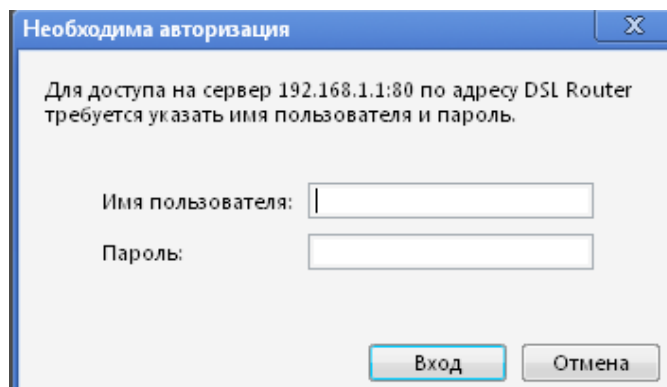 Необходима авторизация
Для доступа на сервер 192.168.1.1:80 по адресу DSL Router
требуется указать имя пользователя и пароль.
Имя пользователя:
Пароль:
Вход Отмена